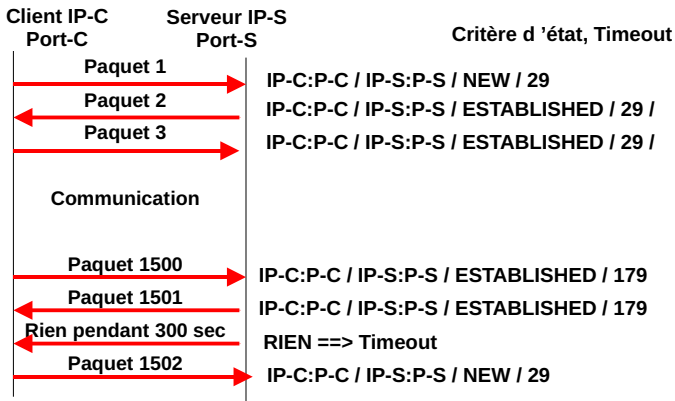 Client IP-C Serveur IP-S
Port-C Port-S Critère d ’état, Timeout
Paquet 1 IP-C:P-C / IP-S:P-S / NEW / 29
Paquet 2 IP-C:P-C / IP-S:P-S / ESTABLISHED / 29 /
Paquet 3 IP-C:P-C / IP-S:P-S / ESTABLISHED / 29 /
Communication
Paquet 1500 IP-C:P-C / IP-S:P-S / ESTABLISHED / 179
Paquet 1501 IP-C:P-C / IP-S:P-S / ESTABLISHED / 179
Rien pendant 300 sec RIEN ==> Timeout
Paquet 1502 IP-C:P-C / IP-S:P-S / NEW / 29